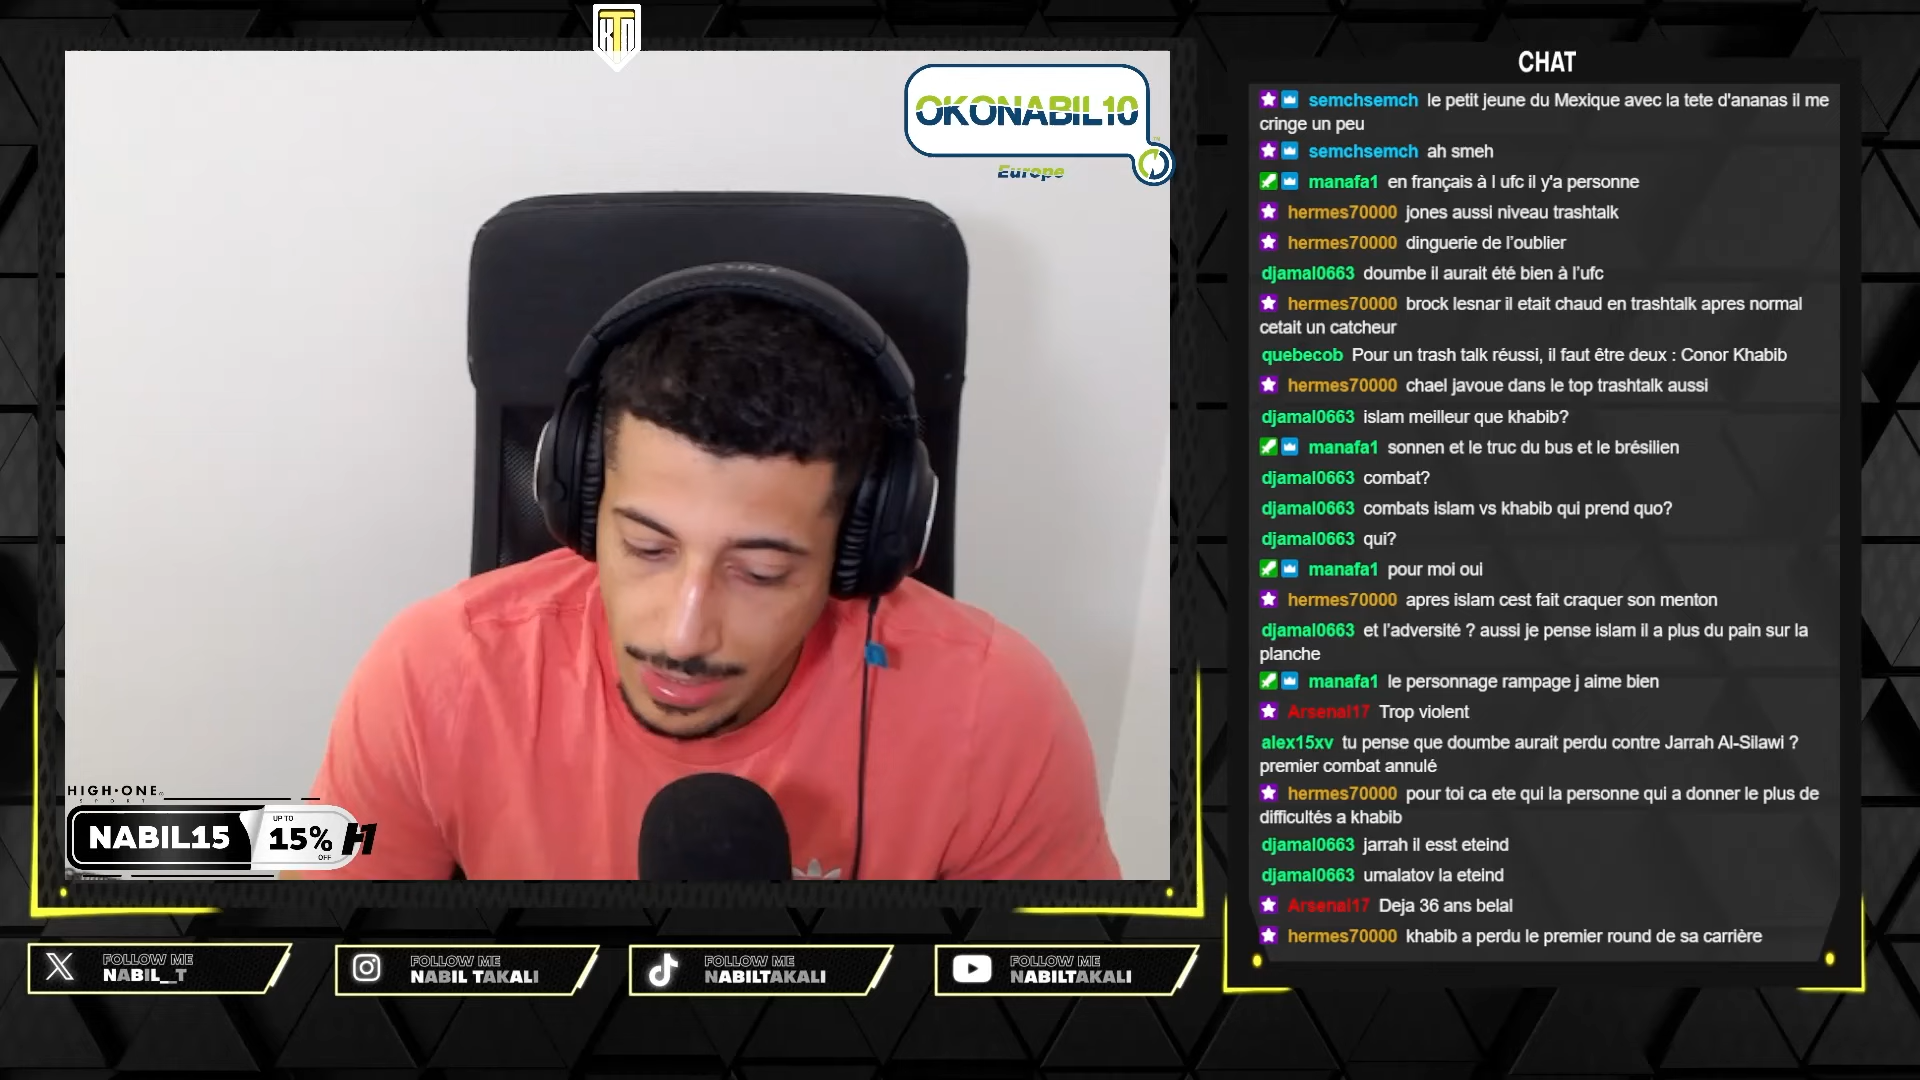 KTN
OKONABIL10
Europe
HIGH·ONE
SPORT
NABIL15
UP TO
15%
OFF
H1
FOLLOW ME
NABIL__T
FOLLOW ME
NABIL TAKALI
FOLLOW ME
NABILTAKALI
FOLLOW ME
NABILTAKALI
CHAT
semchsemch le petit jeune du Mexique avec la tete d'ananas il me
cringe un peu
semchsemch ah smeh
manafa1 en français à l ufc il y'a personne
hermes70000 jones aussi niveau trashtalk
hermes70000 dinguerie de l'oublier
djamal0663 doumbe il aurait été bien à l'ufc
hermes70000 brock lesnar il etait chaud en trashtalk apres normal
cetait un catcheur
quebecob Pour un trash talk réussi, il faut être deux : Conor Khabib
hermes70000 chael javoue dans le top trashtalk aussi
djamal0663 islam meilleur que khabib?
manafa1 sonnen et le truc du bus et le brésilien
djamal0663 combat?
djamal0663 combats islam vs khabib qui prend quo?
djamal0663 qui?
manafa1 pour moi oui
hermes70000 apres islam cest fait craquer son menton
djamal0663 et l'adversité ? aussi je pense islam il a plus du pain sur la
planche
manafa1 le personnage rampage j aime bien
Arsenal17 Trop violent
alex15xv tu pense que doumbe aurait perdu contre Jarrah Al-Silawi ?
premier combat annulé
hermes70000 pour toi ca ete qui la personne qui a donner le plus de
difficultés a khabib
djamal0663 jarrah il esst eteind
djamal0663 umalatov la eteind
Arsenal17 Deja 36 ans belal
hermes70000 khabib a perdu le premier round de sa carrière